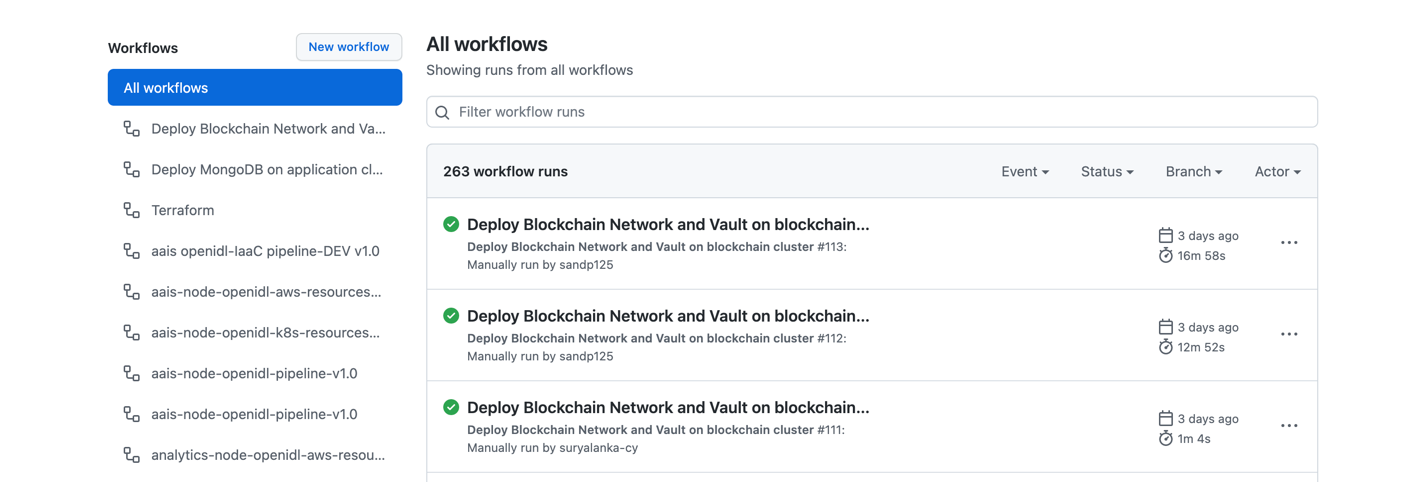 Workflows
New workflow
All workflows
Deploy Blockchain Network and Va...
Deploy MongoDB on application cl...
Terraform
aais openidl-IaaC pipeline-DEV v1.0
aais-node-openidl-aws-resources...
aais-node-openidl-k8s-resources...
aais-node-openidl-pipeline-v1.0
aais-node-openidl-pipeline-v1.0
analytics-node-openidl-aws-resou...
All workflows
Showing runs from all workflows
Filter workflow runs
263 workflow runs
Event
Status
Branch
Actor
Deploy Blockchain Network and Vault on blockchain...
Deploy Blockchain Network and Vault on blockchain cluster #113:
Manually run by sandp125
3 days ago
16m 58s
Deploy Blockchain Network and Vault on blockchain...
Deploy Blockchain Network and Vault on blockchain cluster #112:
Manually run by sandp125
3 days ago
12m 52s
Deploy Blockchain Network and Vault on blockchain...
Deploy Blockchain Network and Vault on blockchain cluster #111:
Manually run by suryalanka-cy
3 days ago
1m 4s